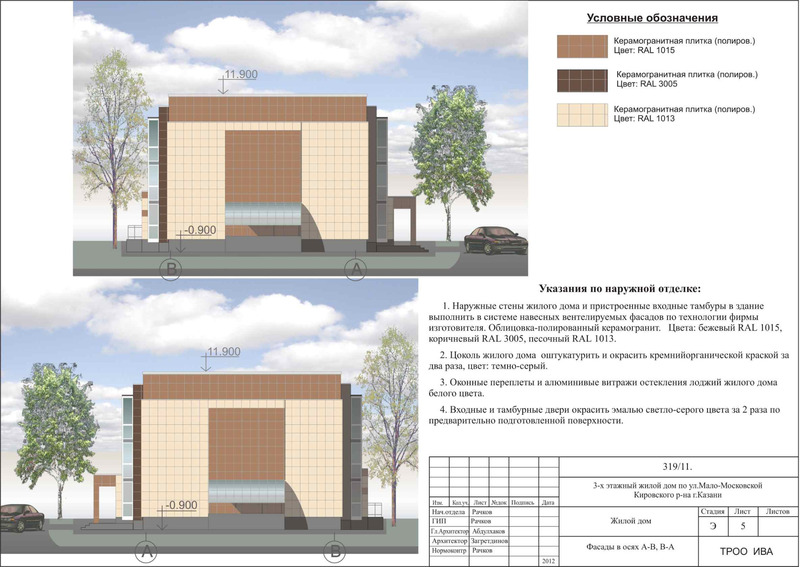 Условные обозначения
Керамогранитная плитка (полиров.)
Цвет: RAL 1015
Керамогранитная плитка (полиров.)
Цвет: RAL 3005
Керамогранитная плитка (полиров.)
Цвет: RAL 1013
11.900
-0.900
В
А
11.900
-0.900
А
В
Указания по наружной отделке:
1. Наружные стены жилого дома и пристроенные входные тамбуры в здание
выполнить в системе навесных вентелируемых фасадов по технологии фирмы
изготовителя. Облицовка-полированный керамогранит. Цвета: бежевый RAL 1015,
коричневый RAL 3005, песочный RAL 1013.
2. Цоколь жилого дома оштукатурить и окрасить кремнийорганической краской за
два раза, цвет: темно-серый.
3. Оконные переплеты и алюминивые витражи остекления лоджий жилого дома
белого цвета.
4. Входные и тамбурные двери окрасить эмалью светло-серого цвета за 2 раза по
предварительно подготовленной поверхности.
319/11.
3-х этажный жилой дом по ул.Мало-Московской
Кировского р-на г.Казани
Изм. Кол.уч. Лист №док Подпись Дата
Нач.отдела Рачков
ГИП Рачков
Гл.Архитектор Абдулхаков
Архитектор Загретдинов
Нормоконтр Рачков
2012
Жилой дом
Стадия Лист Листов
Э 5
Фасады в осях А-В, В-А
ТРОО ИВА